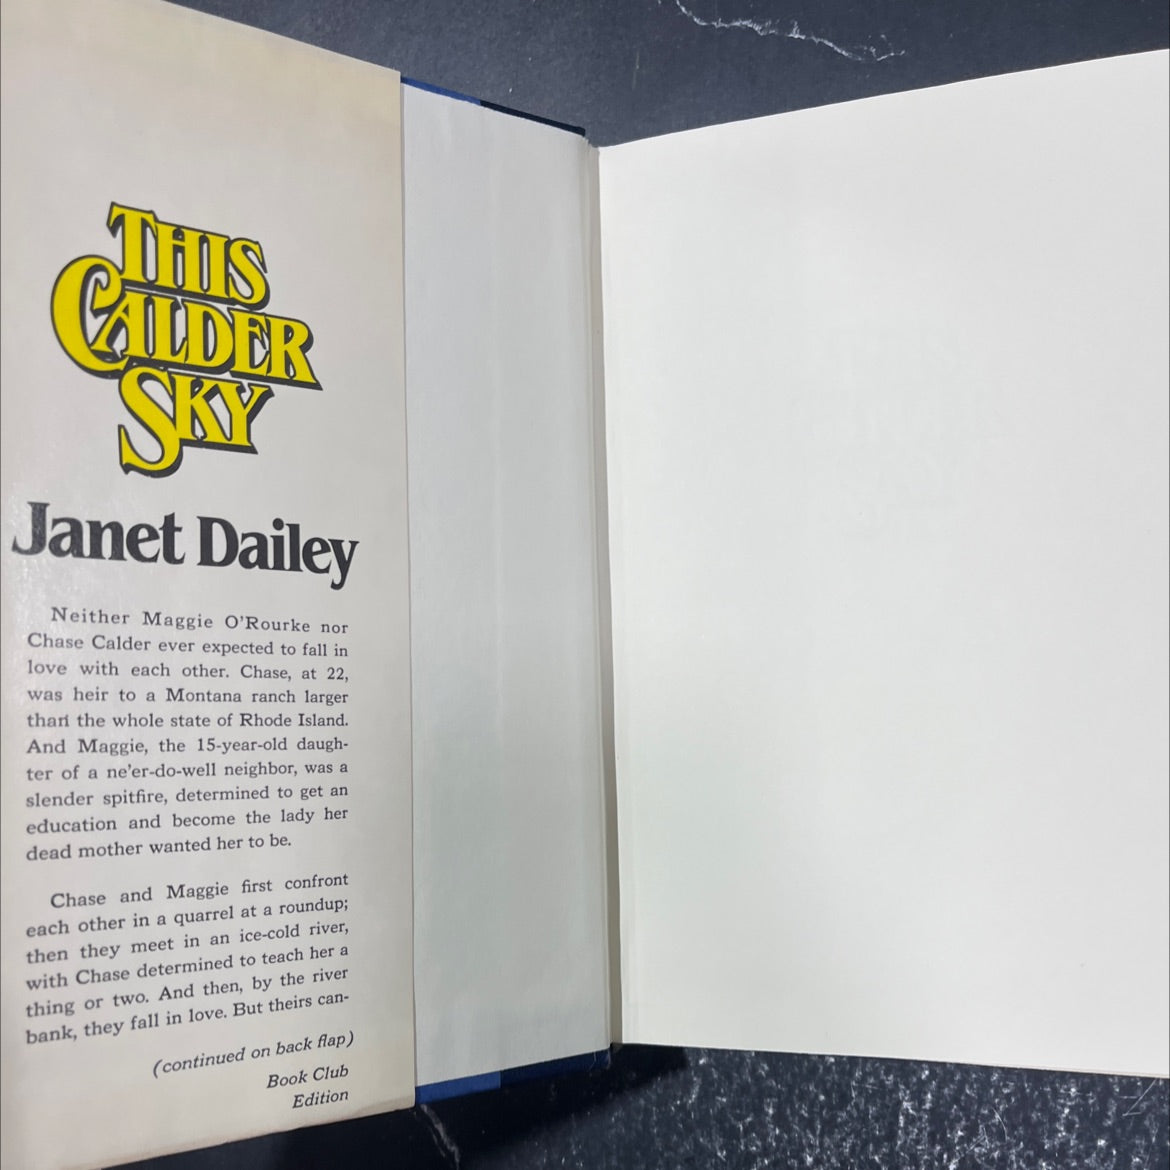 THIS
CALDER
SKY
Janet Dailey
Neither Maggie O'Rourke nor
Chase Calder ever expected to fall in
love with each other. Chase, at 22,
was heir to a Montana ranch larger
than the whole state of Rhode Island.
And Maggie, the 15-year-old daugh-
ter of a ne'er-do-well neighbor, was a
slender spitfire, determined to get an
education and become the lady her
dead mother wanted her to be.
Chase and Maggie first confront
each other in a quarrel at a roundup;
then they meet in an ice-cold river,
with Chase determined to teach her a
thing or two. And then, by the river
bank, they fall in love. But theirs can-
(continued on back flap)
Book Club
Edition